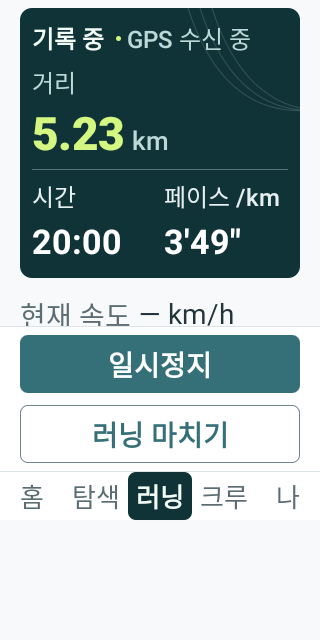 기록 중 · GPS 수신 중
거리
5.23 km
시간 페이스 /km
20:00 3'49"
현재 속도 — km/h
일시정지
러닝 마치기
홈 탐색 러닝 크루 나